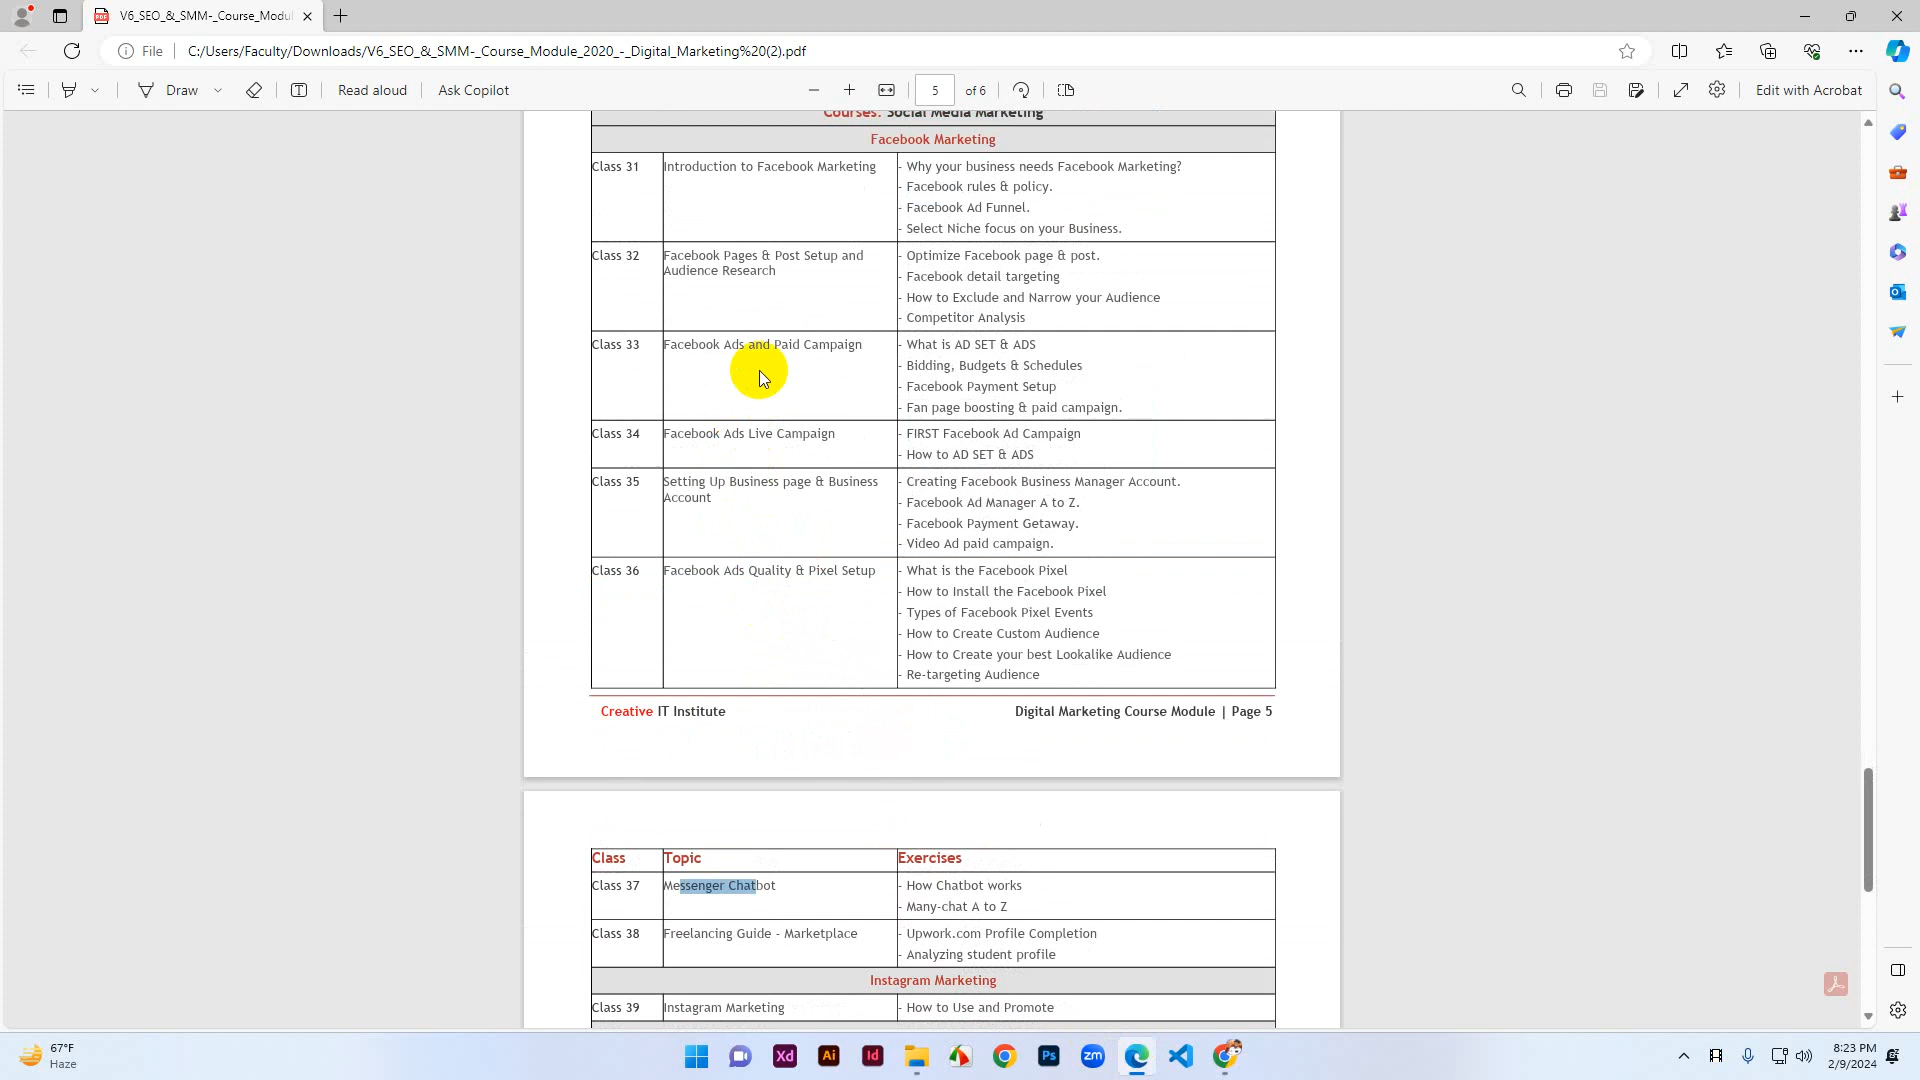 V6_SEO_&_SMM-_Course_Modul
File
C:/Users/Faculty/Downloads/V6_SEO_&_SMM-_Course_Module_2020_-_Digital_Marketing%20(2).pdf
Draw
Read aloud
Ask Copilot
5
of 6
Edit with Acrobat
Courses: Social Media Marketing
Facebook Marketing
Class 31
Introduction to Facebook Marketing
- Why your business needs Facebook Marketing?
- Facebook rules & policy.
- Facebook Ad Funnel.
- Select Niche focus on your Business.
Class 32
Facebook Pages & Post Setup and
Audience Research
- Optimize Facebook page & post.
- Facebook detail targeting
- How to Exclude and Narrow your Audience
- Competitor Analysis
Class 33
Facebook Ads and Paid Campaign
- What is AD SET & ADS
- Bidding, Budgets & Schedules
- Facebook Payment Setup
- Fan page boosting & paid campaign.
Class 34
Facebook Ads Live Campaign
- FIRST Facebook Ad Campaign
- How to AD SET & ADS
Class 35
Setting Up Business page & Business
Account
- Creating Facebook Business Manager Account.
- Facebook Ad Manager A to Z.
- Facebook Payment Getaway.
- Video Ad paid campaign.
Class 36
Facebook Ads Quality & Pixel Setup
- What is the Facebook Pixel
- How to Install the Facebook Pixel
- Types of Facebook Pixel Events
- How to Create Custom Audience
- How to Create your best Lookalike Audience
- Re-targeting Audience
Creative IT Institute
Digital Marketing Course Module | Page 5
Class
Topic
Exercises
Class 37
Messenger Chatbot
- How Chatbot works
- Many-chat A to Z
Class 38
Freelancing Guide - Marketplace
- Upwork.com Profile Completion
- Analyzing student profile
Instagram Marketing
Class 39
Instagram Marketing
- How to Use and Promote
67°F
Haze
Xd
Ai
Id
Ps
zm
8:23 PM
2/9/2024